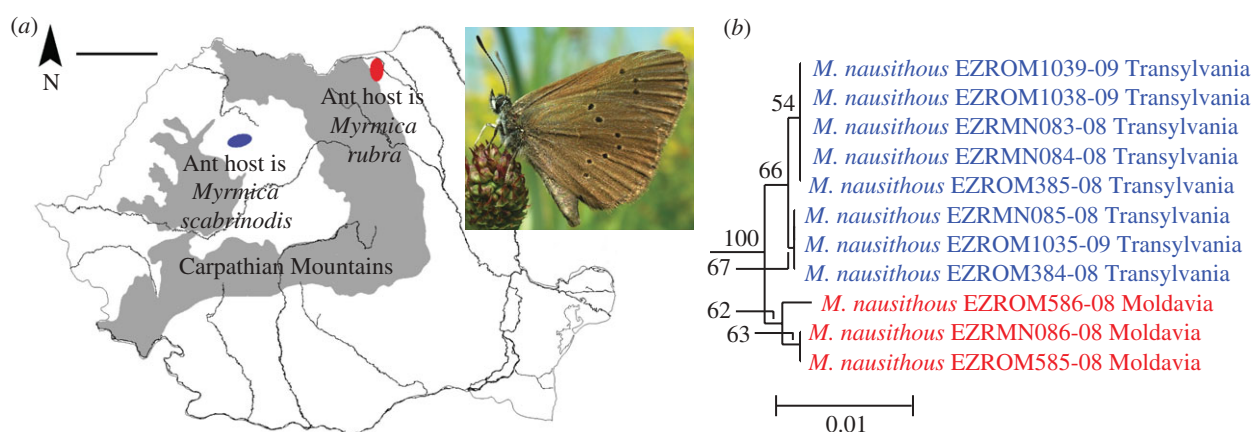 (a)
N
Ant host is
Myrmica
rubra
Ant host is
Myrmica
scabrinodis
Carpathian Mountains
(b)
M. nausithous EZROM1039-09 Transylvania
54
M. nausithous EZROM1038-09 Transylvania
M. nausithous EZRMN083-08 Transylvania
M. nausithous EZRMN084-08 Transylvania
66
M. nausithous EZROM385-08 Transylvania
M. nausithous EZRMN085-08 Transylvania
100
M. nausithous EZROM1035-09 Transylvania
67
M. nausithous EZROM384-08 Transylvania
62
M. nausithous EZROM586-08 Moldavia
63
M. nausithous EZRMN086-08 Moldavia
M. nausithous EZROM585-08 Moldavia
0.01